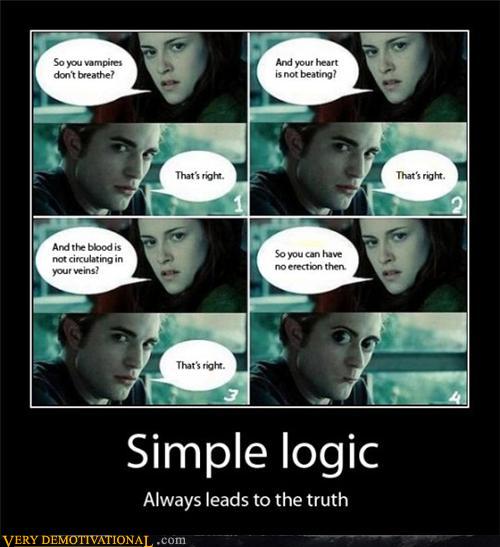 So you vampires
don't breathe?
That's right.
1
And your heart
is not beating?
That's right.
2
And the blood is
not circulating in
your veins?
That's right.
3
So you can have
no erection then.
4
Simple logic
Always leads to the truth
VERY DEMOTIVATIONAL.com